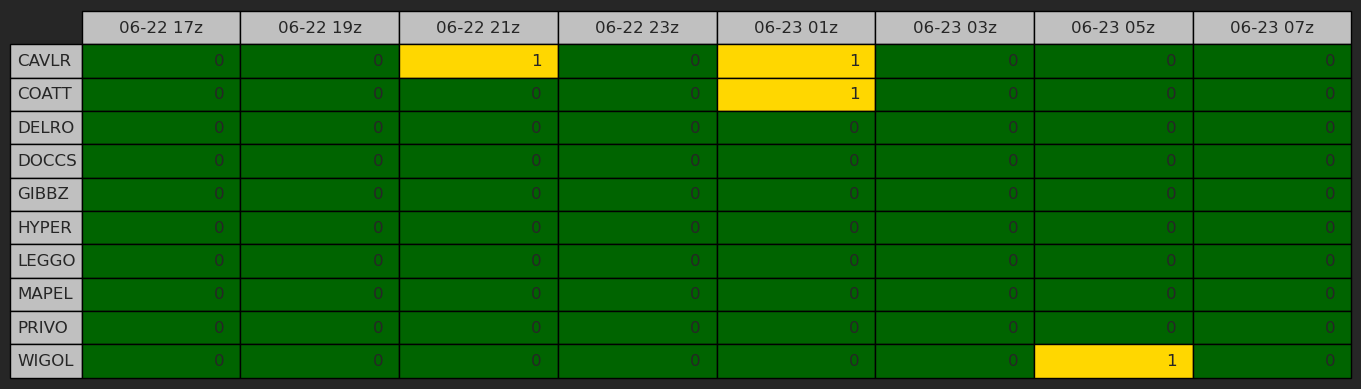 06-22 17z 06-22 19z 06-22 21z 06-22 23z 06-23 01z 06-23 03z 06-23 05z 06-23 07z
CAVLR 0 0 1 0 1 0 0 0
COATT 0 0 0 0 1 0 0 0
DELRO 0 0 0 0 0 0 0 0
DOCCS 0 0 0 0 0 0 0 0
GIBBZ 0 0 0 0 0 0 0 0
HYPER 0 0 0 0 0 0 0 0
LEGGO 0 0 0 0 0 0 0 0
MAPEL 0 0 0 0 0 0 0 0
PRIVO 0 0 0 0 0 0 0 0
WIGOL 0 0 0 0 0 0 1 0